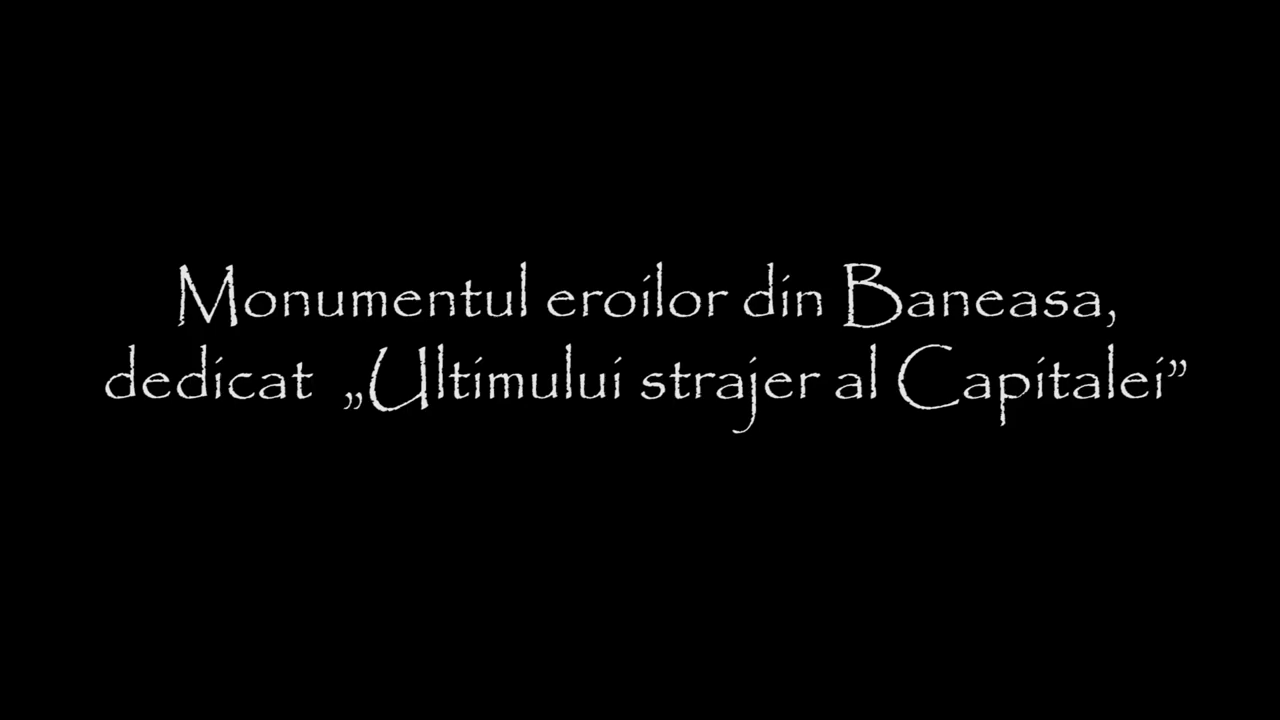 Monumentul eroilor din Baneasa,
dedicat „Ultimului strajer al Capitalei”